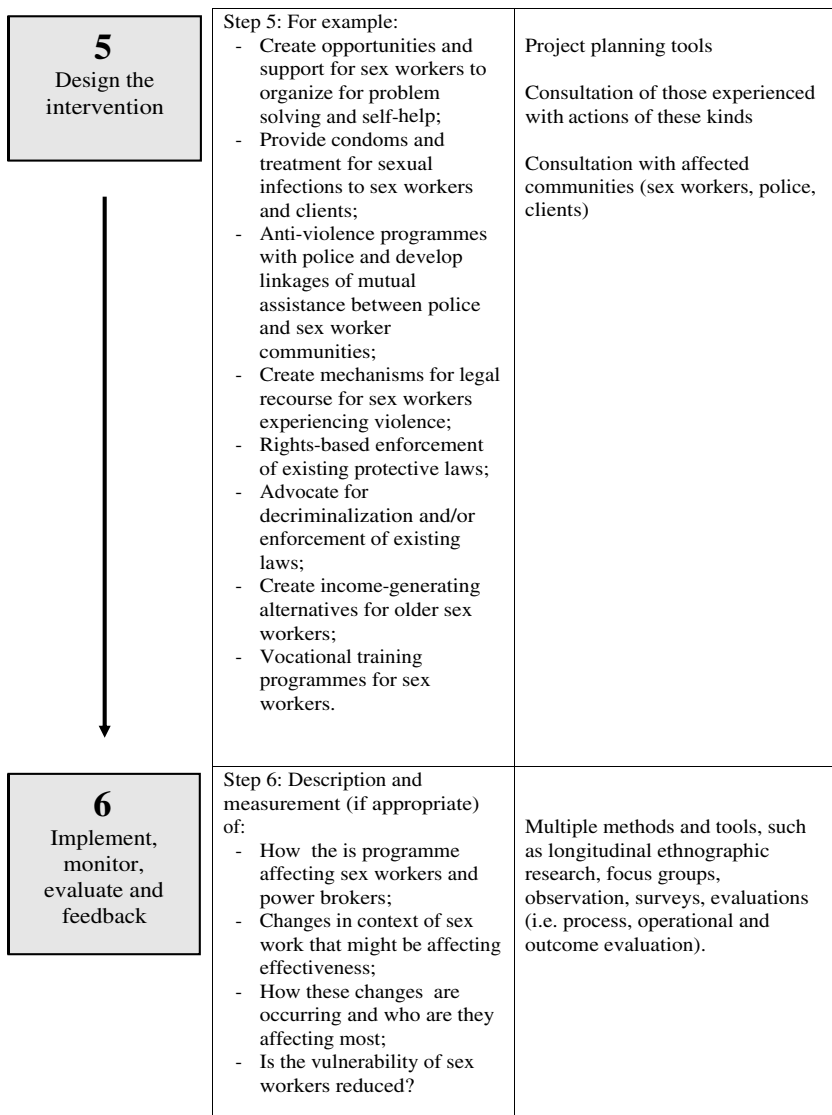 5
Design the
intervention
Step 5: For example:
- Create opportunities and
support for sex workers to
organize for problem
solving and self-help;
- Provide condoms and
treatment for sexual
infections to sex workers
and clients;
- Anti-violence programmes
with police and develop
linkages of mutual
assistance between police
and sex worker
communities;
- Create mechanisms for legal
recourse for sex workers
experiencing violence;
- Rights-based enforcement
of existing protective laws;
- Advocate for
decriminalization and/or
enforcement of existing
laws;
- Create income-generating
alternatives for older sex
workers;
- Vocational training
programmes for sex
workers.
Project planning tools
Consultation of those experienced
with actions of these kinds
Consultation with affected
communities (sex workers, police,
clients)
6
Implement,
monitor,
evaluate and
feedback
Step 6: Description and
measurement (if appropriate)
of:
- How the is programme
affecting sex workers and
power brokers;
- Changes in context of sex
work that might be affecting
effectiveness;
- How these changes are
occurring and who are they
affecting most;
- Is the vulnerability of sex
workers reduced?
Multiple methods and tools, such
as longitudinal ethnographic
research, focus groups,
observation, surveys, evaluations
(i.e. process, operational and
outcome evaluation).